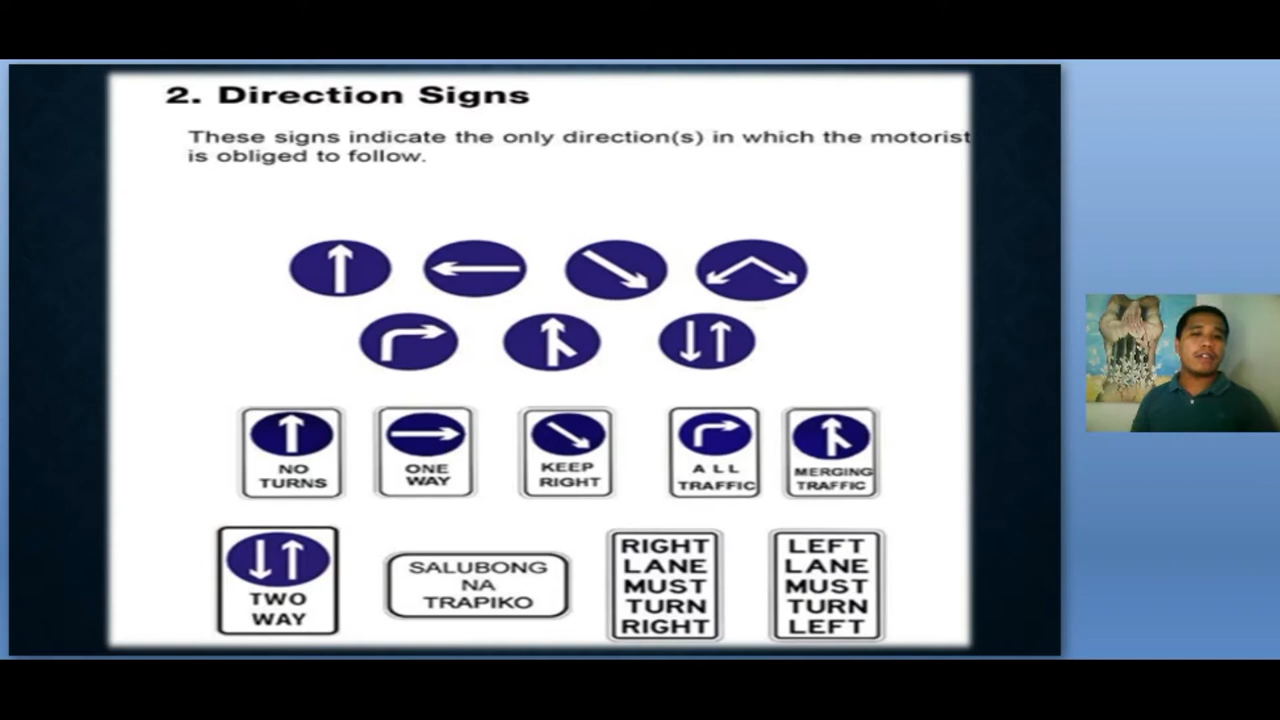 2. Direction Signs
These signs indicate the only direction(s) in which the motorist
is obliged to follow.
NO
TURNS
ONE
WAY
KEEP
RIGHT
ALL
TRAFFIC
MERGING
TRAFFIC
TWO
WAY
SALUBONG
NA
TRAPIKO
RIGHT
LANE
MUST
TURN
RIGHT
LEFT
LANE
MUST
TURN
LEFT